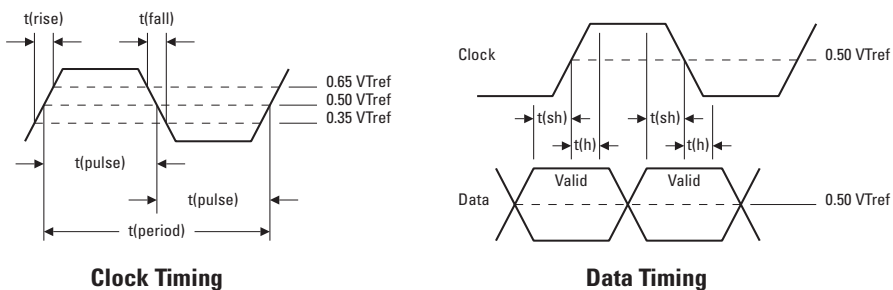 t(rise)
t(fall)
0.65 VTref
0.50 VTref
0.35 VTref
t(pulse)
t(pulse)
t(period)
Clock Timing
Clock
0.50 VTref
t(sh)
t(sh)
t(h)
t(h)
Valid
Valid
Data
0.50 VTref
Data Timing